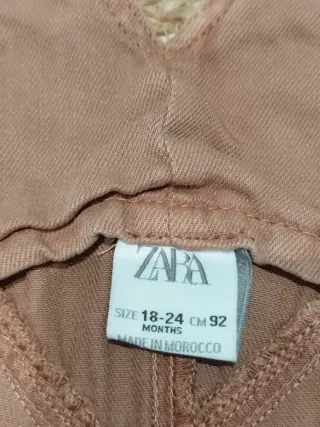 ZARA
SIZE 18-24 CM 92
MONTHS
MADE IN MOROCCO